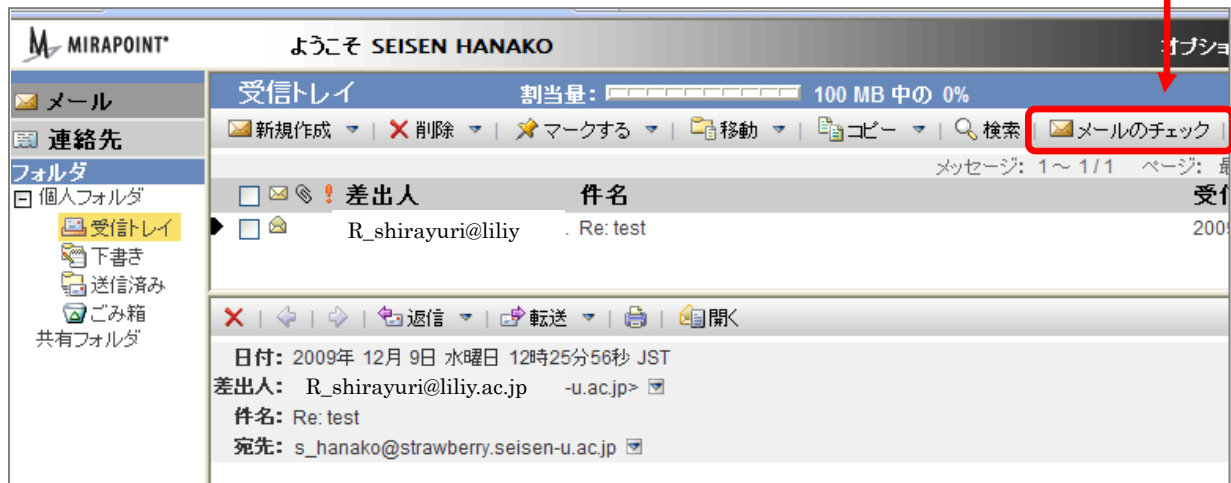 MIRAPOINT ようこそ SEISEN HANAKO オプショ
メール 受信トレイ 割当量: 100 MB 中の 0%
連絡先 新規作成 | 削除 | マークする | 移動 | コピー | 検索 | メールのチェック |
フォルダ メッセージ: 1～ 1/1 ページ: 最
個人フォルダ 差出人 件名 受信
受信トレイ R_shirayuri@liliy . Re: test 2009
下書き
送信済み
ごみ箱 | 返信 | 転送 | 開く
共有フォルダ
日付: 2009年 12月 9日 水曜日 12時25分56秒 JST
差出人: R_shirayuri@liliy.ac.jp -u.ac.jp>
件名: Re: test
宛先: s_hanako@strawberry.seisen-u.ac.jp